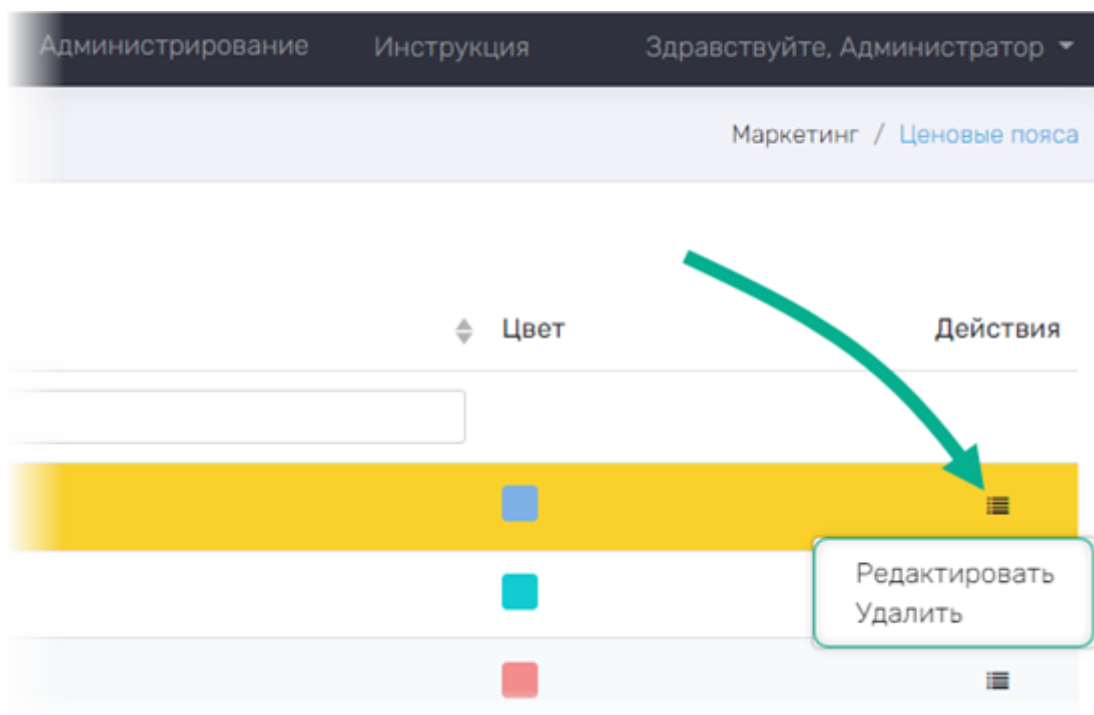 Администрирование Инструкция Здравствуйте, Администратор
Маркетинг / Ценовые пояса
Цвет Действия
Редактировать
Удалить